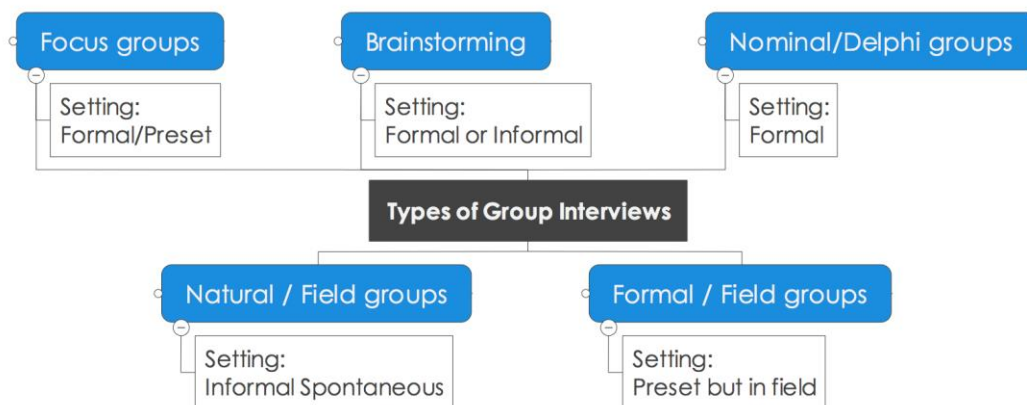 Focus groups
Setting:
Formal/Preset
Brainstorming
Setting:
Formal or Informal
Nominal/Delphi groups
Setting:
Formal
Types of Group Interviews
Natural / Field groups
Setting:
Informal Spontaneous
Formal / Field groups
Setting:
Preset but in field